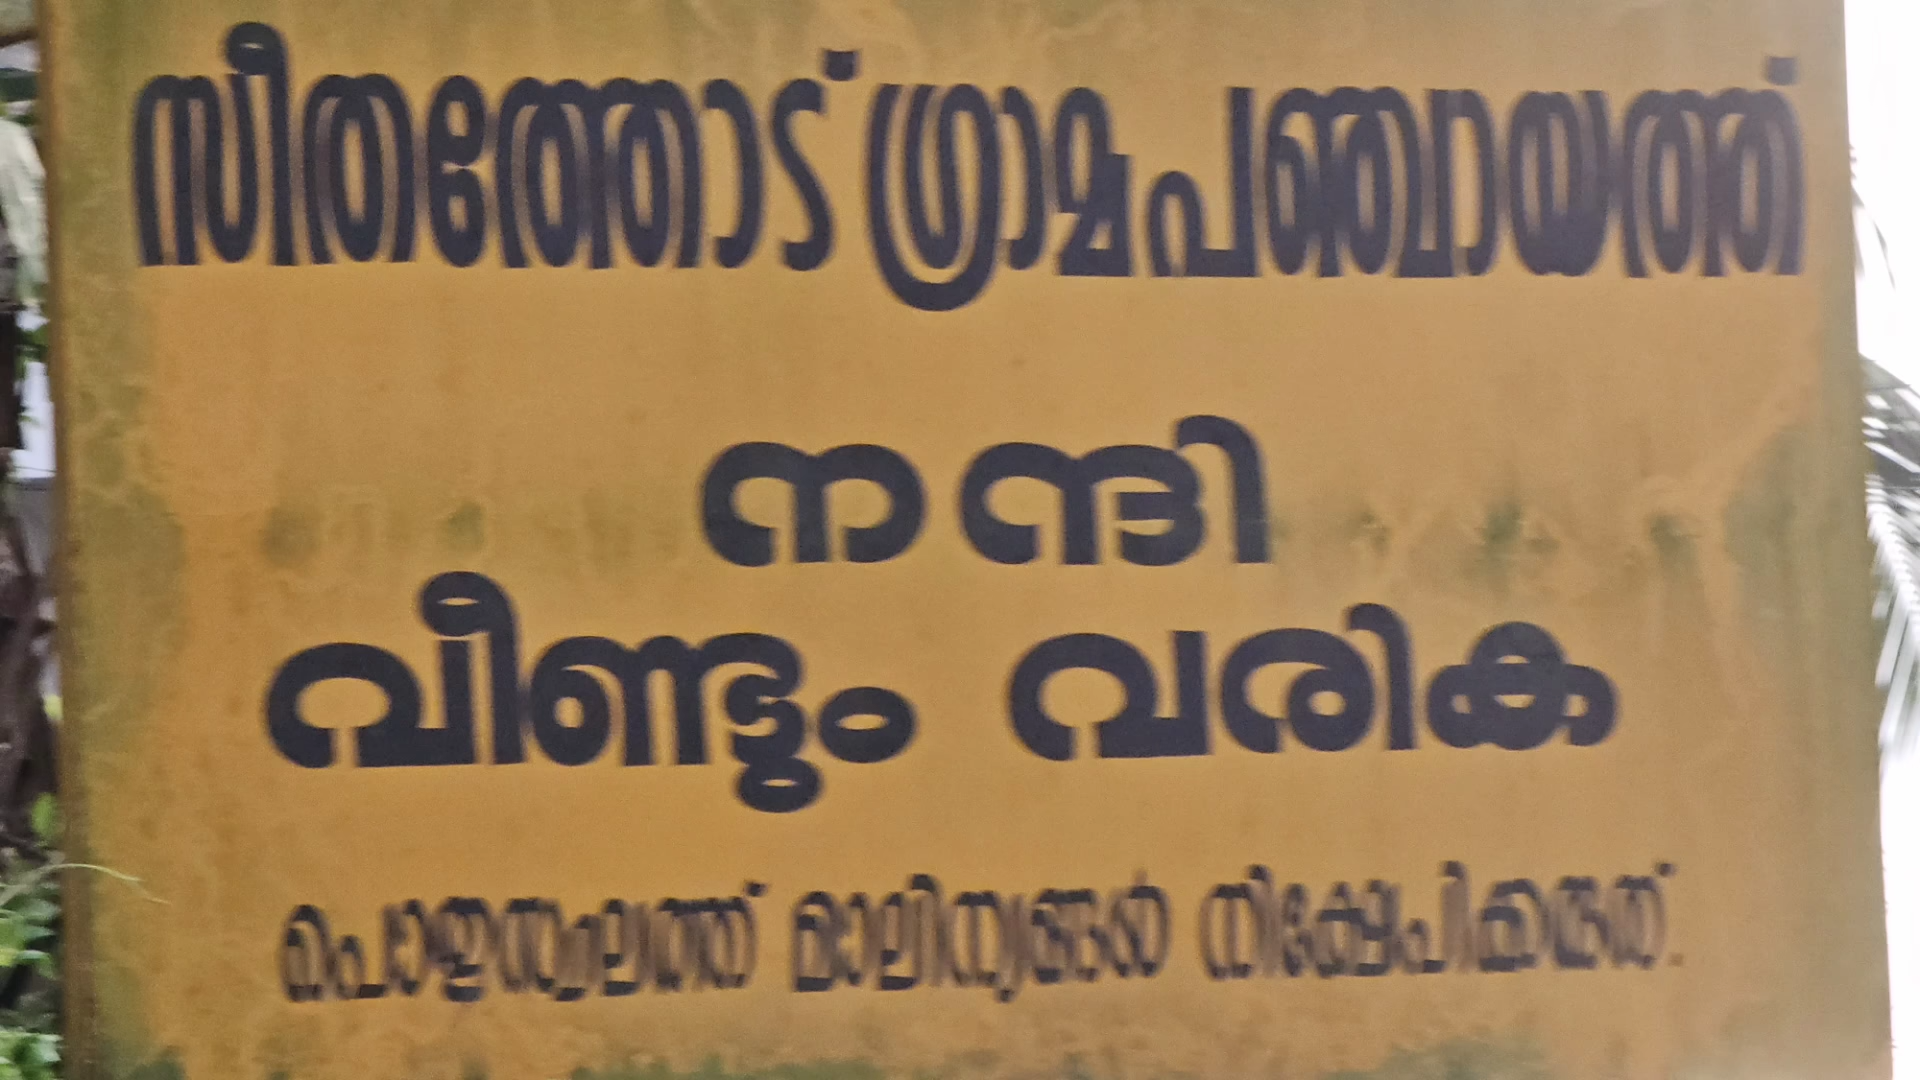 സീതത്തോട് ഗ്രാമപഞ്ചായത്ത്
നന്ദി
വീണ്ടും വരിക
പൊതുസ്ഥലത്ത് മാലിന്യങ്ങൾ നിക്ഷേപിക്കരുത്.